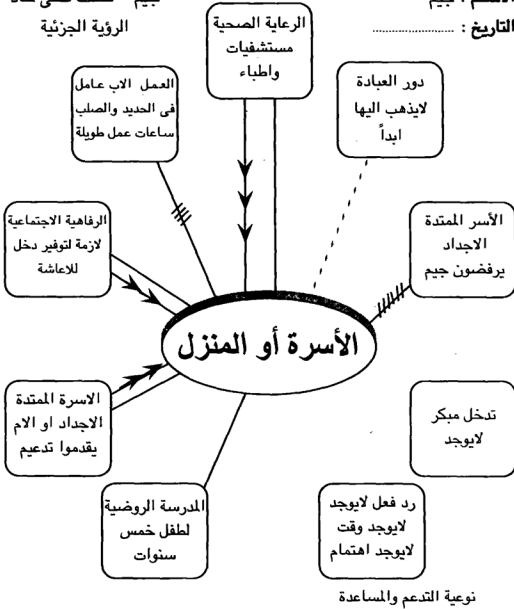 الاسم : جيم
التاريخ : ....................
الرؤية الجزئية
الرعاية الصحية
مستشفيات
واطباء
العمل الاب عامل
فى الحديد والصلب
ساعات عمل طويلة
دور العبادة
لايذهب اليها
ابداً
الرفاهية الاجتماعية
لازمة لتوفير دخل
للاعاشة
الأسر الممتدة
الاجداد
يرفضون جيم
الأسرة أو المنزل
الاسرة الممتدة
الاجداد او الام
يقدموا تدعيم
تدخل مبكر
لايوجد
المدرسة الروضية
لطفل خمس
سنوات
رد فعل لايوجد
لايوجد وقت
لايوجد اهتمام
نوعية التدعم والمساعدة